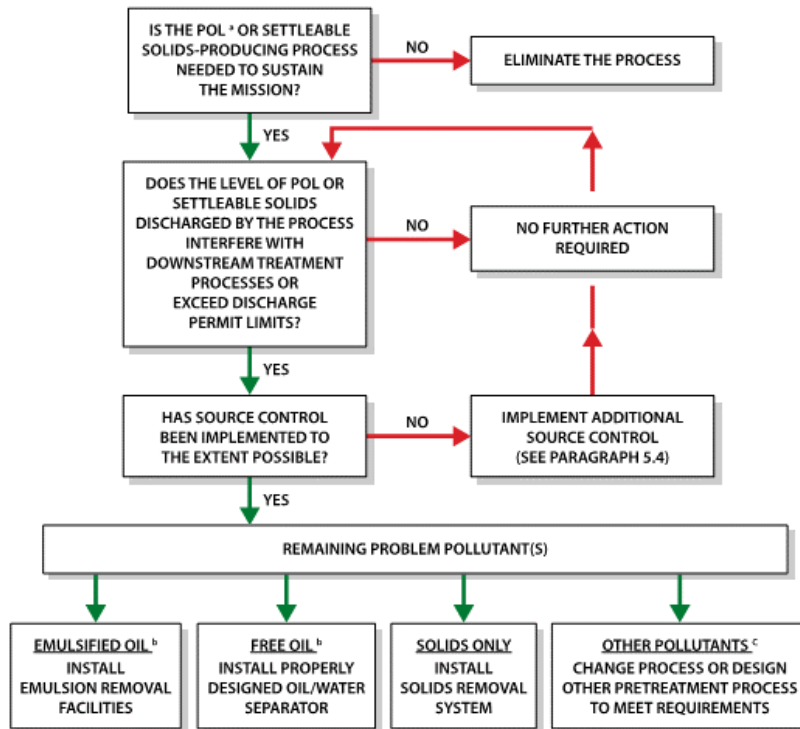 IS THE POL ᵃ OR SETTLEABLE
SOLIDS-PRODUCING PROCESS
NEEDED TO SUSTAIN
THE MISSION?
NO
ELIMINATE THE PROCESS
YES
DOES THE LEVEL OF POL OR
SETTLEABLE SOLIDS
DISCHARGED BY THE PROCESS
INTERFERE WITH
DOWNSTREAM TREATMENT
PROCESSES OR
EXCEED DISCHARGE
PERMIT LIMITS?
NO
NO FURTHER ACTION
REQUIRED
YES
HAS SOURCE CONTROL
BEEN IMPLEMENTED TO
THE EXTENT POSSIBLE?
NO
IMPLEMENT ADDITIONAL
SOURCE CONTROL
(SEE PARAGRAPH 5.4)
YES
REMAINING PROBLEM POLLUTANT(S)
EMULSIFIED OIL ᵇ
INSTALL
EMULSION REMOVAL
FACILITIES
FREE OIL ᵇ
INSTALL PROPERLY
DESIGNED OIL/WATER
SEPARATOR
SOLIDS ONLY
INSTALL
SOLIDS REMOVAL
SYSTEM
OTHER POLLUTANTS ᶜ
CHANGE PROCESS OR DESIGN
OTHER PRETREATMENT PROCESS
TO MEET REQUIREMENTS